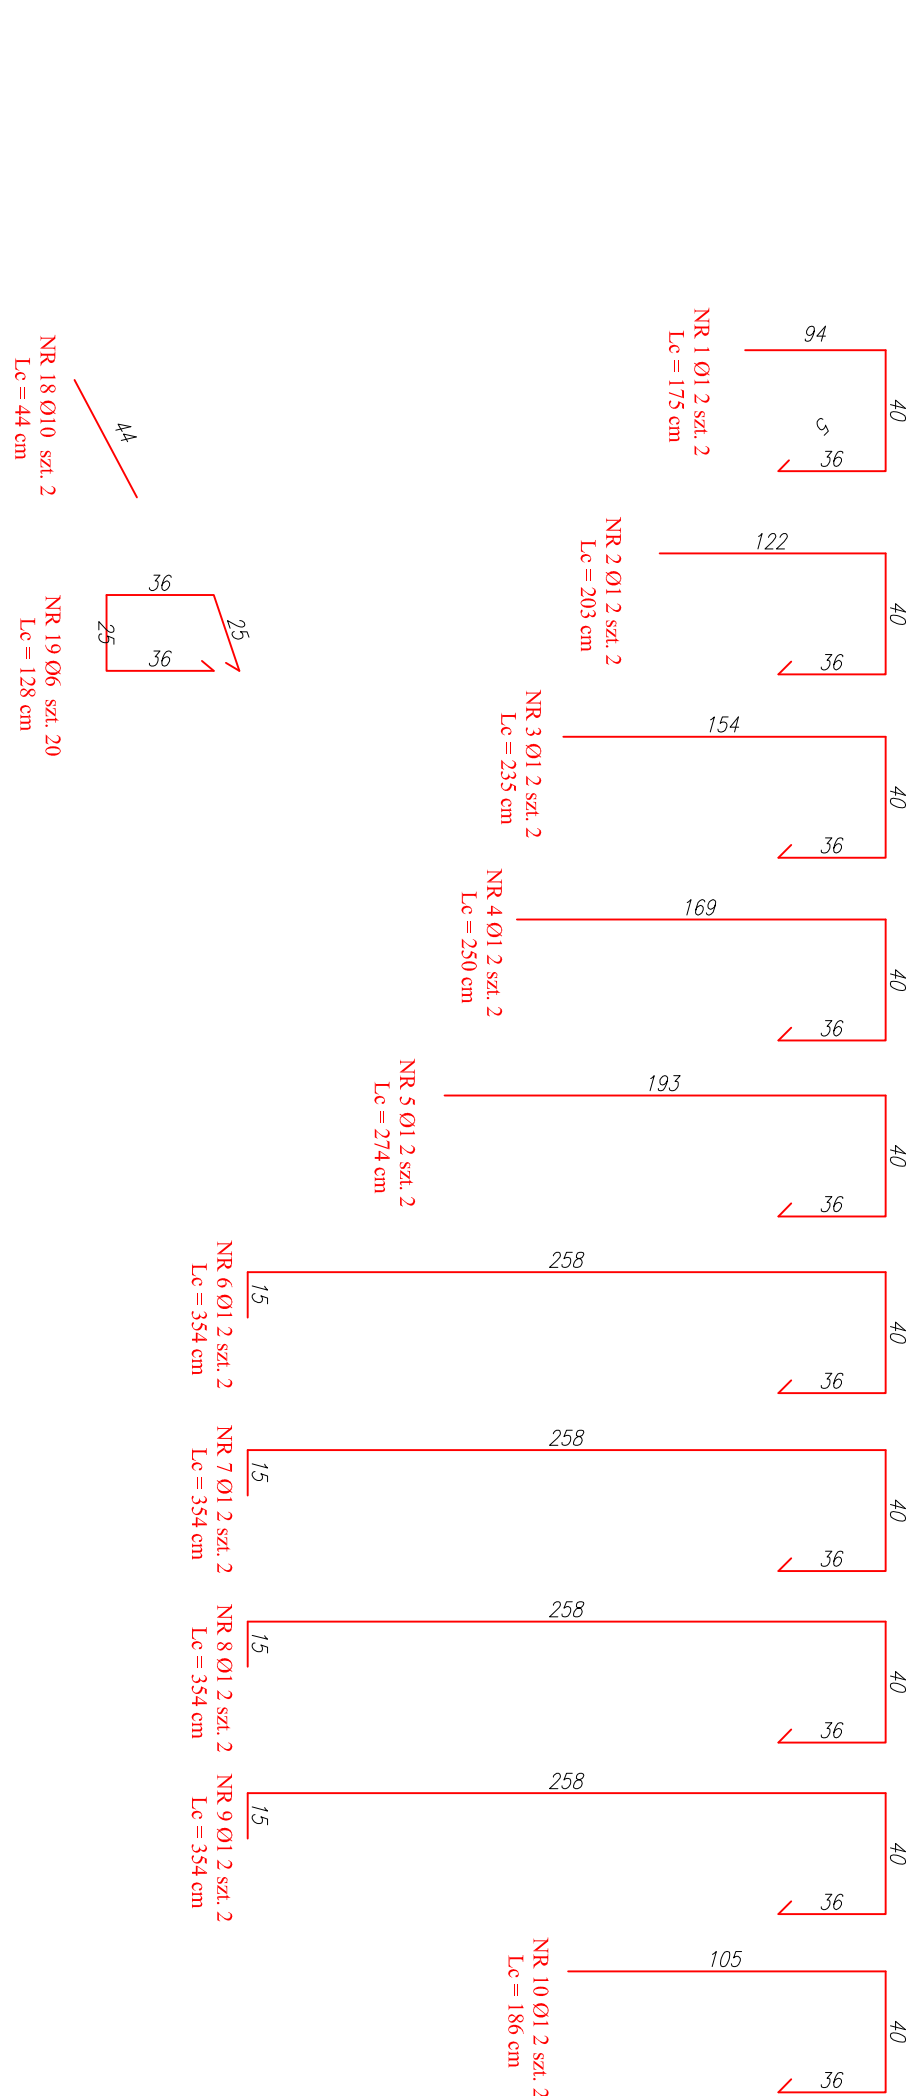 94
40
5
36
NR 1 Ø1 2 szt. 2
Lc = 175 cm
122
40
36
NR 2 Ø1 2 szt. 2
Lc = 203 cm
154
40
36
NR 3 Ø1 2 szt. 2
Lc = 235 cm
169
40
36
NR 4 Ø1 2 szt. 2
Lc = 250 cm
193
40
36
NR 5 Ø1 2 szt. 2
Lc = 274 cm
258
15
40
36
NR 6 Ø1 2 szt. 2
Lc = 354 cm
258
15
40
36
NR 7 Ø1 2 szt. 2
Lc = 354 cm
258
15
40
36
NR 8 Ø1 2 szt. 2
Lc = 354 cm
258
15
40
36
NR 9 Ø1 2 szt. 2
Lc = 354 cm
105
40
36
NR 10 Ø1 2 szt. 2
Lc = 186 cm
44
NR 18 Ø10 szt. 2
Lc = 44 cm
36
25
25
36
NR 19 Ø6 szt. 20
Lc = 128 cm